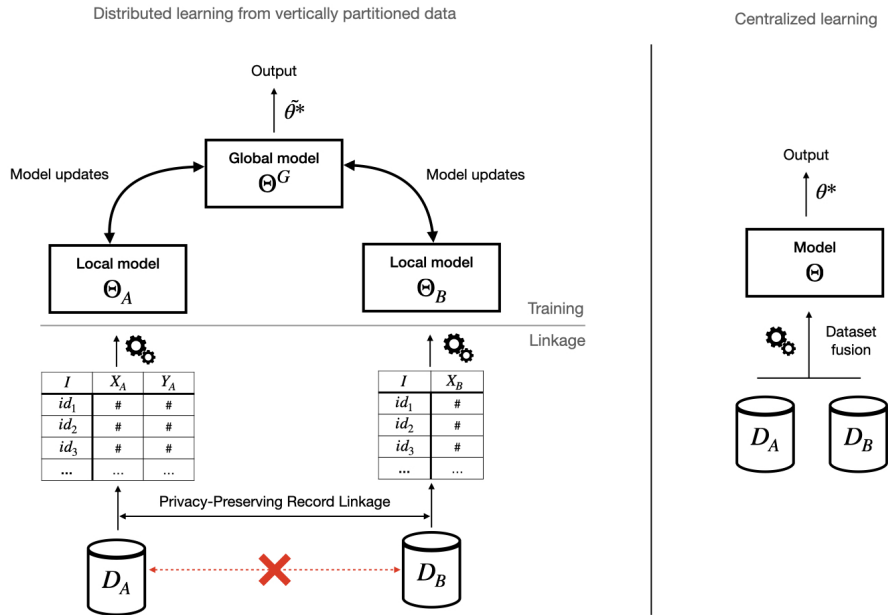 Distributed learning from vertically partitioned data
Output
θ̃*
Global model
Θ^G
Model updates
Model updates
Local model
Θ_A
Local model
Θ_B
Training
Linkage
I X_A Y_A
id_1 # #
id_2 # #
id_3 # #
... ... ...
I X_B
id_1 #
id_2 #
id_3 #
... ...
Privacy-Preserving Record Linkage
D_A
D_B
Centralized learning
Output
θ*
Model
Θ
Dataset
fusion
D_A
D_B